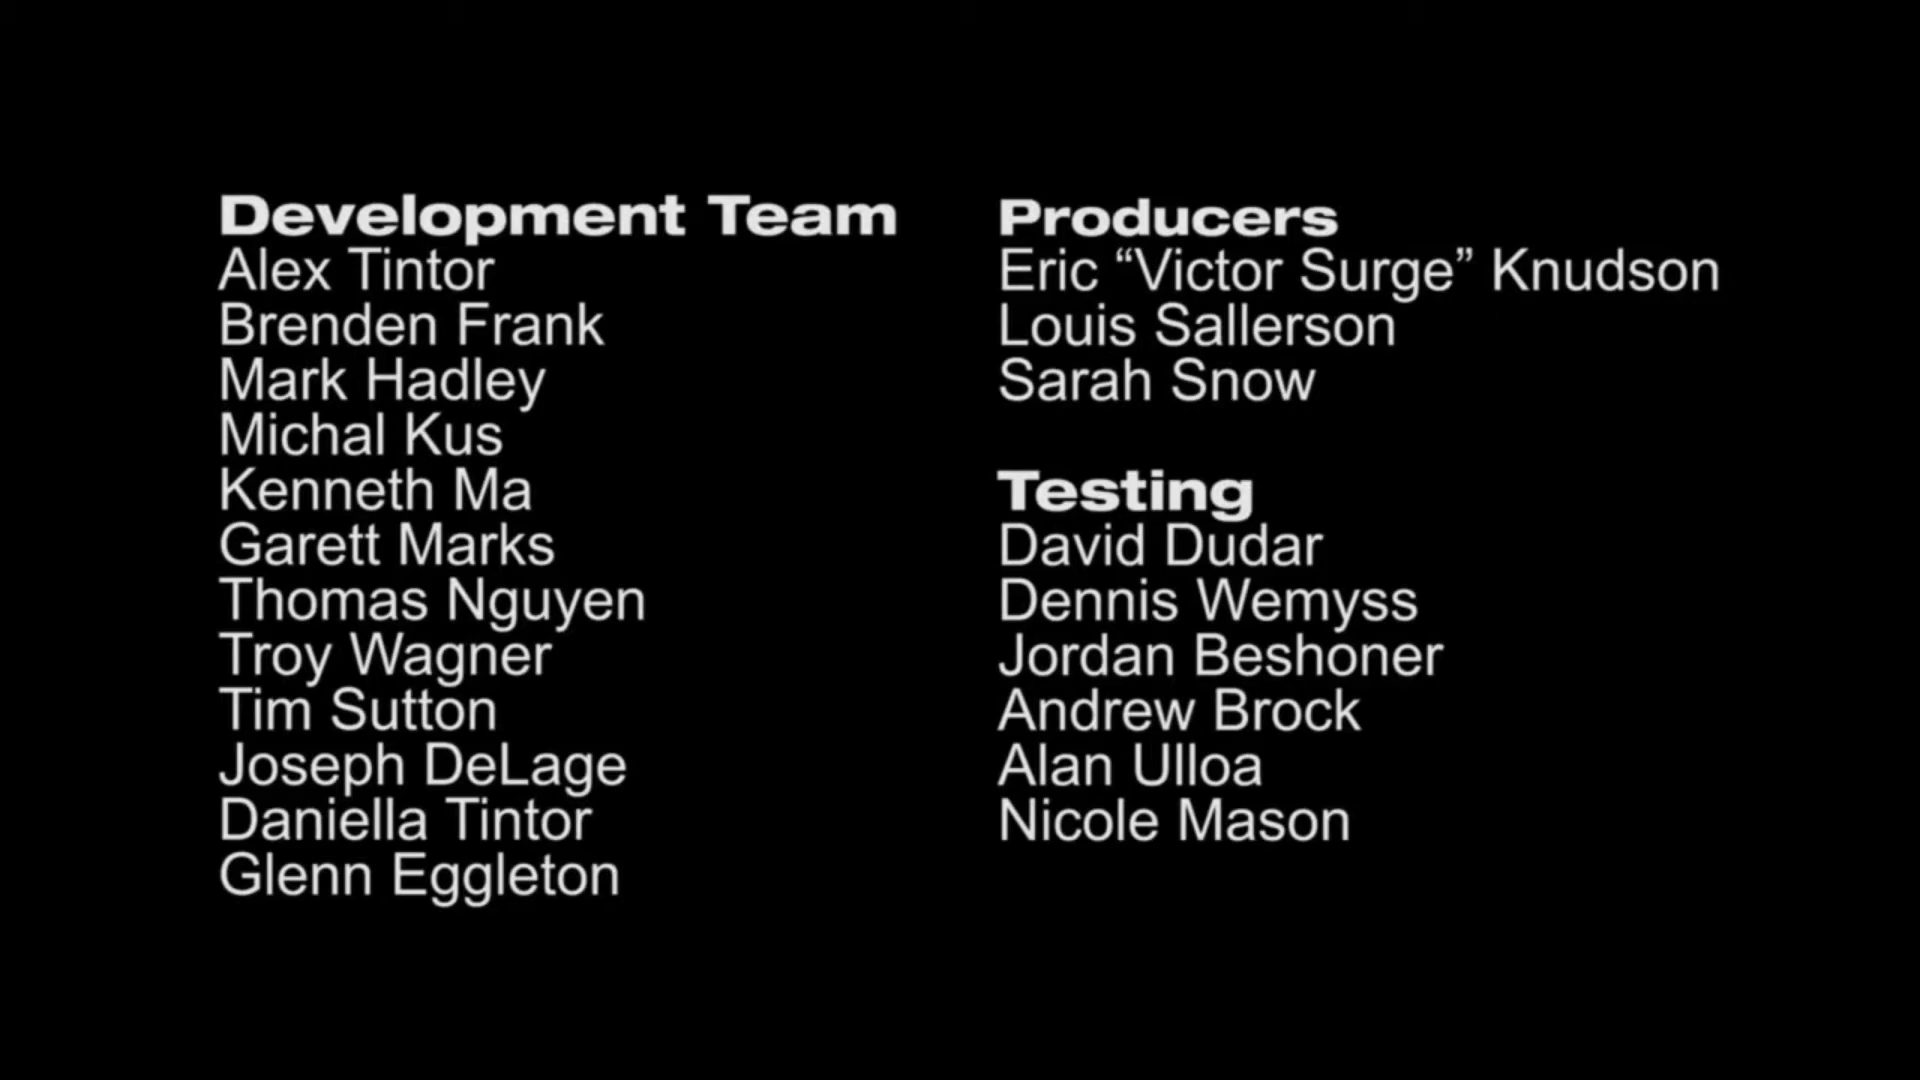 Development Team
Alex Tintor
Brenden Frank
Mark Hadley
Michal Kus
Kenneth Ma
Garett Marks
Thomas Nguyen
Troy Wagner
Tim Sutton
Joseph DeLage
Daniella Tintor
Glenn Eggleton
Producers
Eric “Victor Surge” Knudson
Louis Sallerson
Sarah Snow
Testing
David Dudar
Dennis Wemyss
Jordan Beshoner
Andrew Brock
Alan Ulloa
Nicole Mason